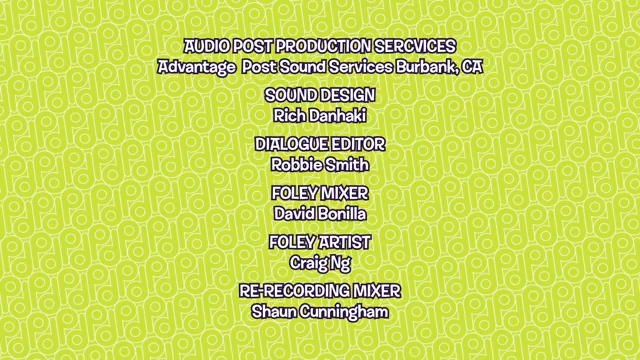 AUDIO POST PRODUCTION SERCVICES
Advantage Post Sound Services Burbank, CA
SOUND DESIGN
Rich Danhaki
DIALOGUE EDITOR
Robbie Smith
FOLEY MIXER
David Bonilla
FOLEY ARTIST
Craig Ng
RE-RECORDING MIXER
Shaun Cunningham